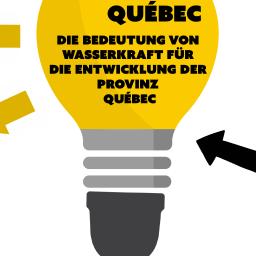 QUÉBEC
DIE BEDEUTUNG VON
WASSERKRAFT FÜR
DIE ENTWICKLUNG DER
PROVINZ
QUÉBEC